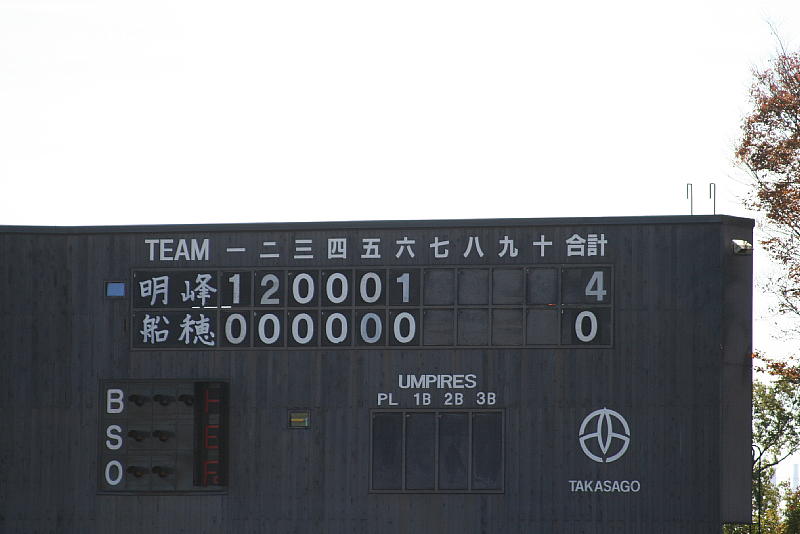 TEAM 一 二 三 四 五 六 七 八 九 十 合計
明峰 1 2 0 0 0 1 4
船穂 0 0 0 0 0 0 0
UMPIRES
PL 1B 2B 3B
B H
S E
O Fc
TAKASAGO